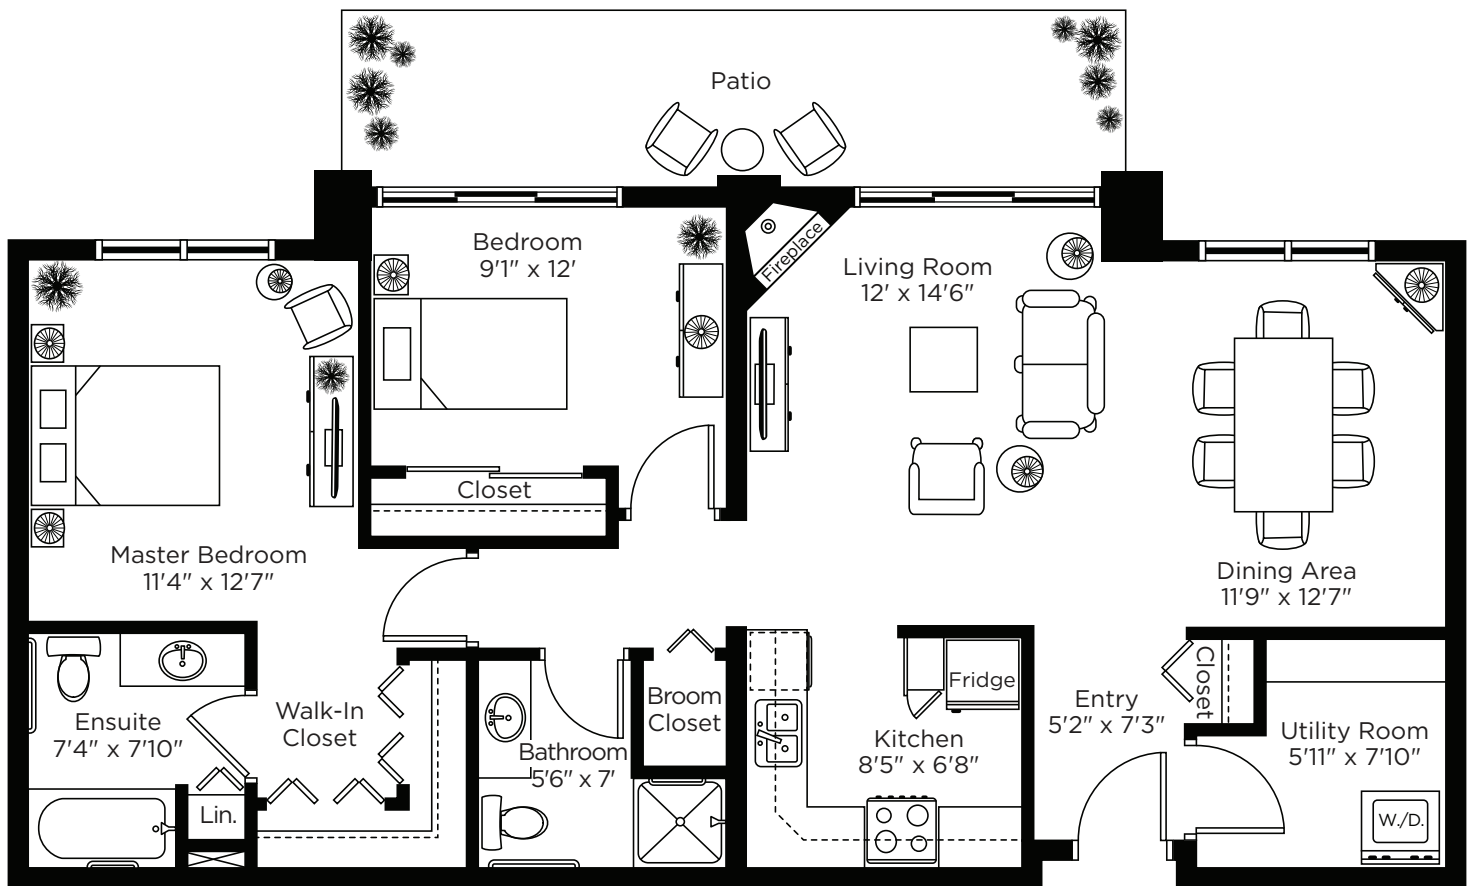 Patio
Bedroom
9'1" x 12'
Fireplace
Living Room
12' x 14'6"
Closet
Master Bedroom
11'4" x 12'7"
Dining Area
11'9" x 12'7"
Ensuite
7'4" x 7'10"
Walk-In
Closet
Lin.
Bathroom
5'6" x 7'
Broom
Closet
Kitchen
8'5" x 6'8"
Fridge
Entry
5'2" x 7'3"
Closet
Utility Room
5'11" x 7'10"
W./D.